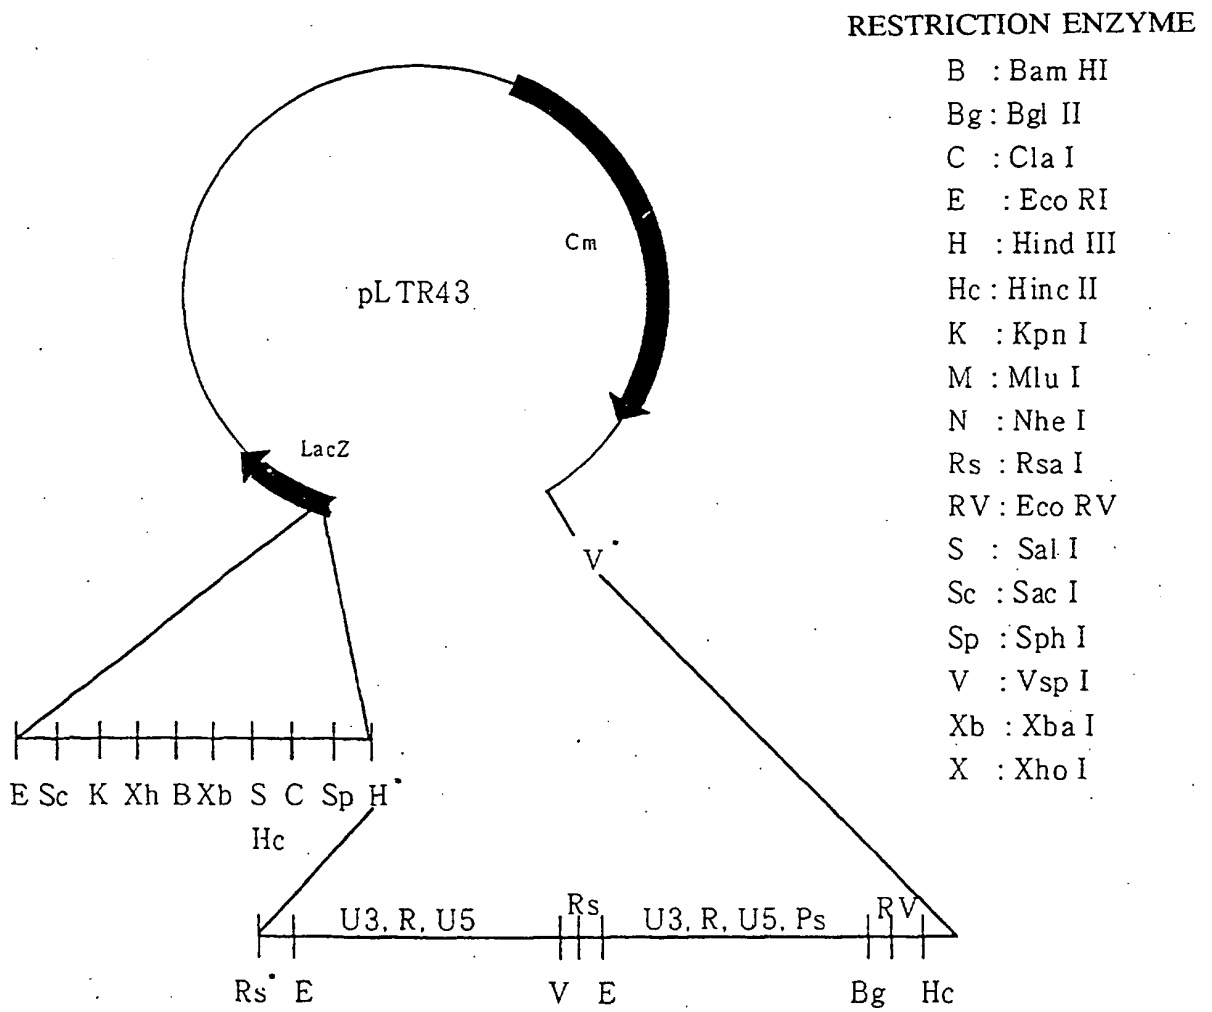 RESTRICTION ENZYME
B : Bam HI
Bg : Bgl II
C : Cla I
E : Eco RI
H : Hind III
Hc : Hinc II
K : Kpn I
M : Mlu I
N : Nhe I
Rs : Rsa I
RV : Eco RV
S : Sal I
Sc : Sac I
Sp : Sph I
V : Vsp I
Xb : Xba I
X : Xho I
Cm
pLTR43
LacZ
V*
E Sc K Xh B Xb S C Sp H*
Hc
U3, R, U5 Rs U3, R, U5, Ps RV
Rs* E V E Bg Hc